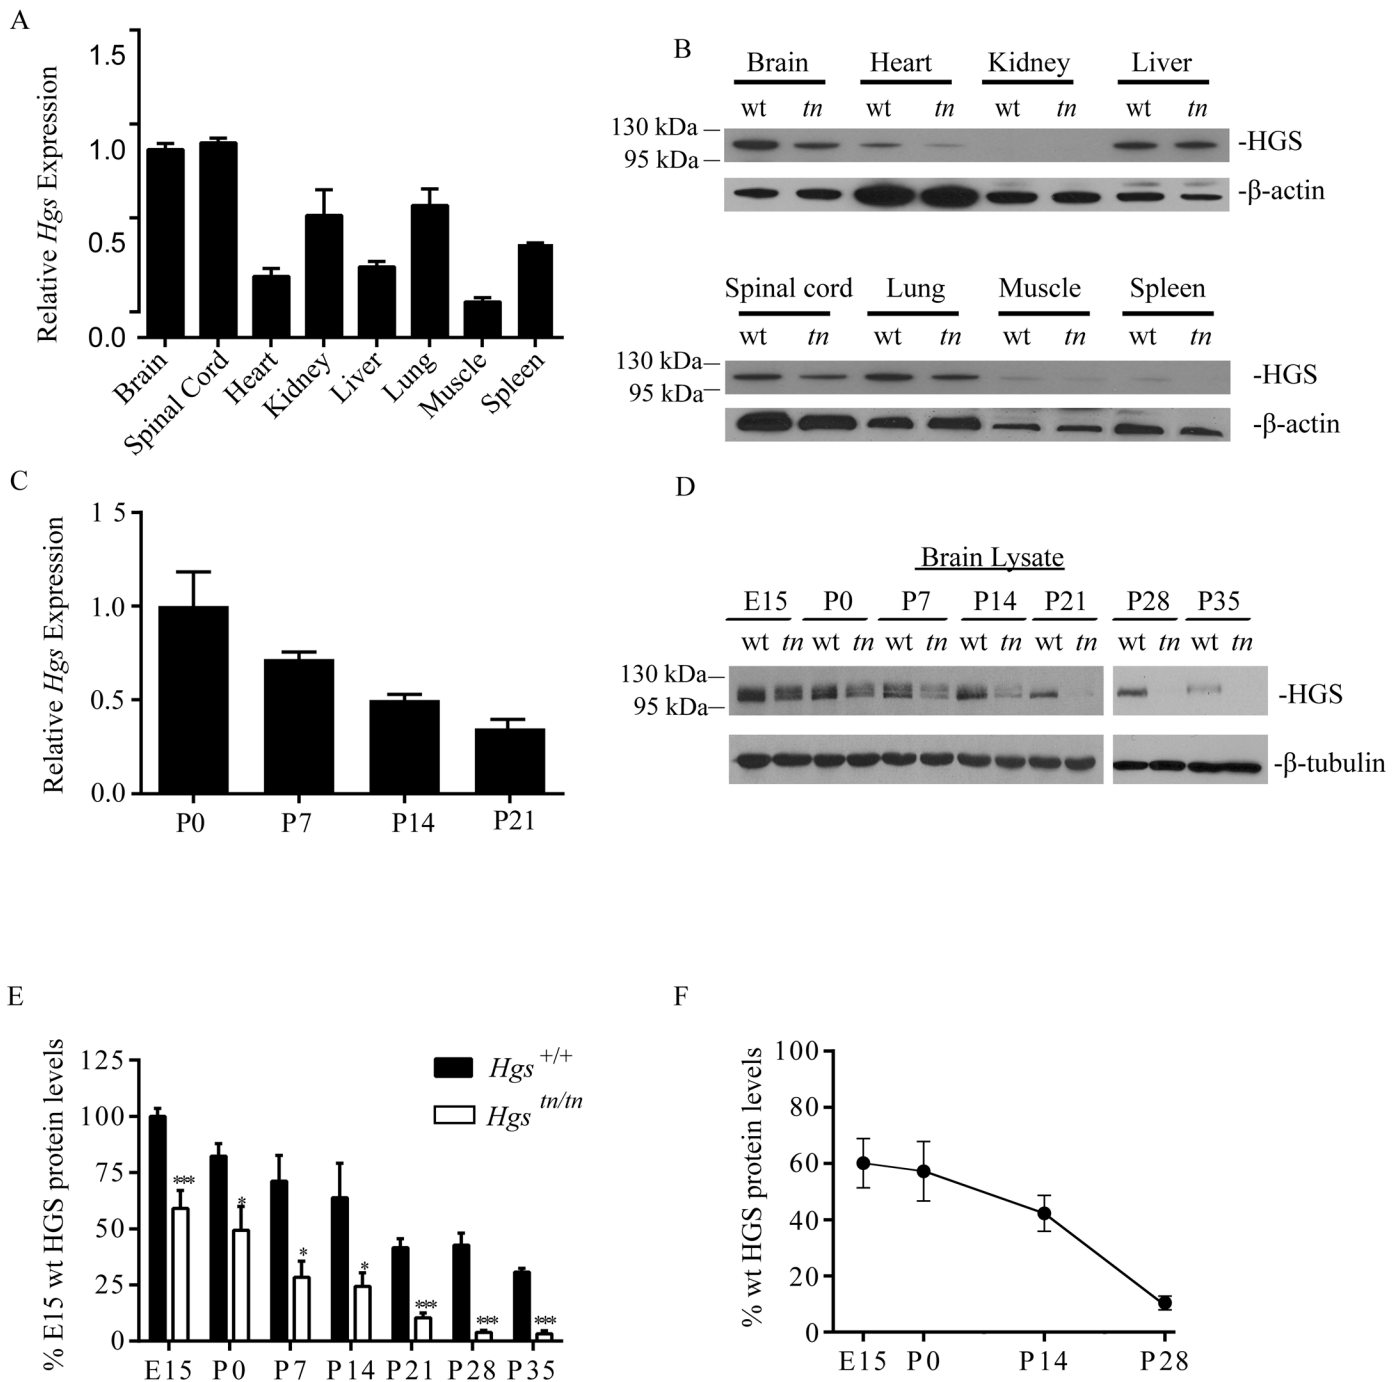 A
Relative Hgs Expression
1.5
1.0
0.5
0.0
Brain
Spinal Cord
Heart
Kidney
Liver
Lung
Muscle
Spleen
B
Brain Heart Kidney Liver
wt tn wt tn wt tn wt tn
130 kDa
95 kDa
-HGS
-β-actin
Spinal cord Lung Muscle Spleen
wt tn wt tn wt tn wt tn
130 kDa
95 kDa
-HGS
-β-actin
C
Relative Hgs Expression
1 5
1.0
0.5
0.0
P0 P7 P14 P21
D
Brain Lysate
E15 P0 P7 P14 P21 P28 P35
wt tn wt tn wt tn wt tn wt tn wt tn wt tn
130 kDa
95 kDa
-HGS
-β-tubulin
E
% E15 wt HGS protein levels
125
100
75
50
25
0
Hgs +/+
Hgs tn/tn
*** * * * *** *** ***
E15 P0 P7 P14 P21 P28 P35
F
% wt HGS protein levels
100
80
60
40
20
0
E15 P0 P14 P28